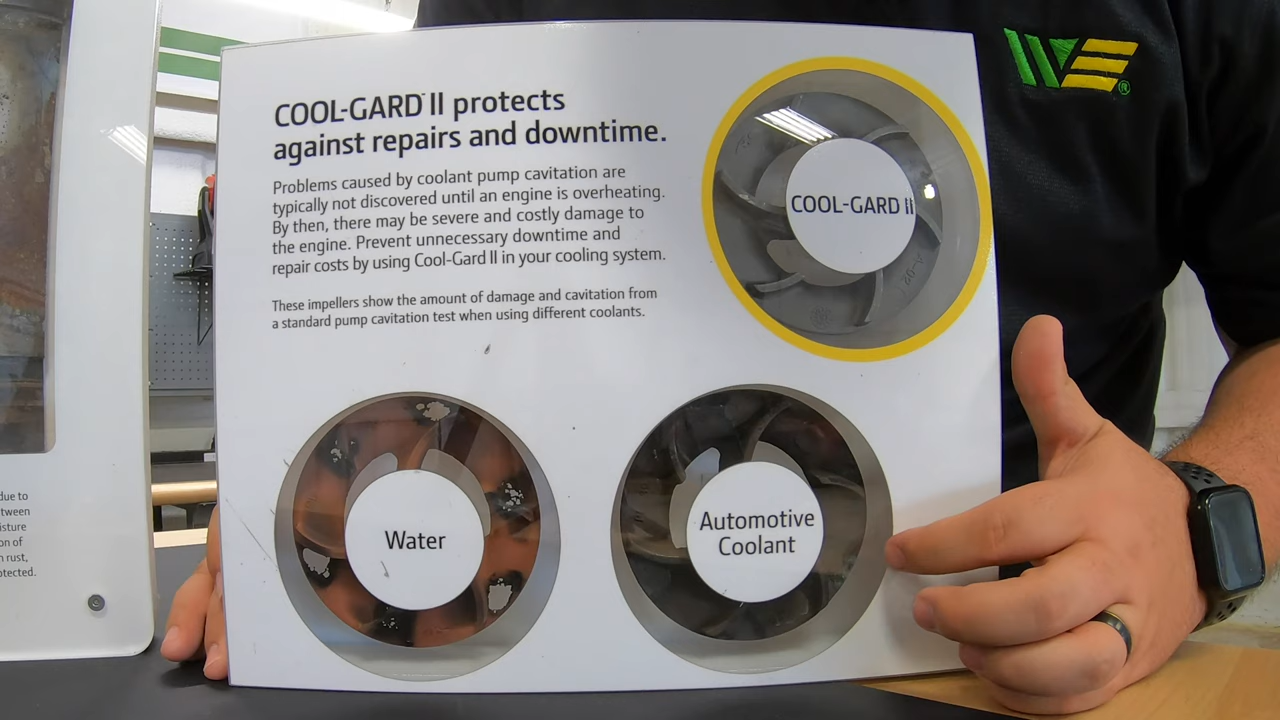 COOL-GARD™ II protects
against repairs and downtime.
Problems caused by coolant pump cavitation are
typically not discovered until an engine is overheating.
By then, there may be severe and costly damage to
the engine. Prevent unnecessary downtime and
repair costs by using Cool-Gard II in your cooling system.
These impellers show the amount of damage and cavitation from
a standard pump cavitation test when using different coolants.
COOL-GARD II
Water
Automotive
Coolant
due to
tween
isture
on of
rust,
otected.
WE®